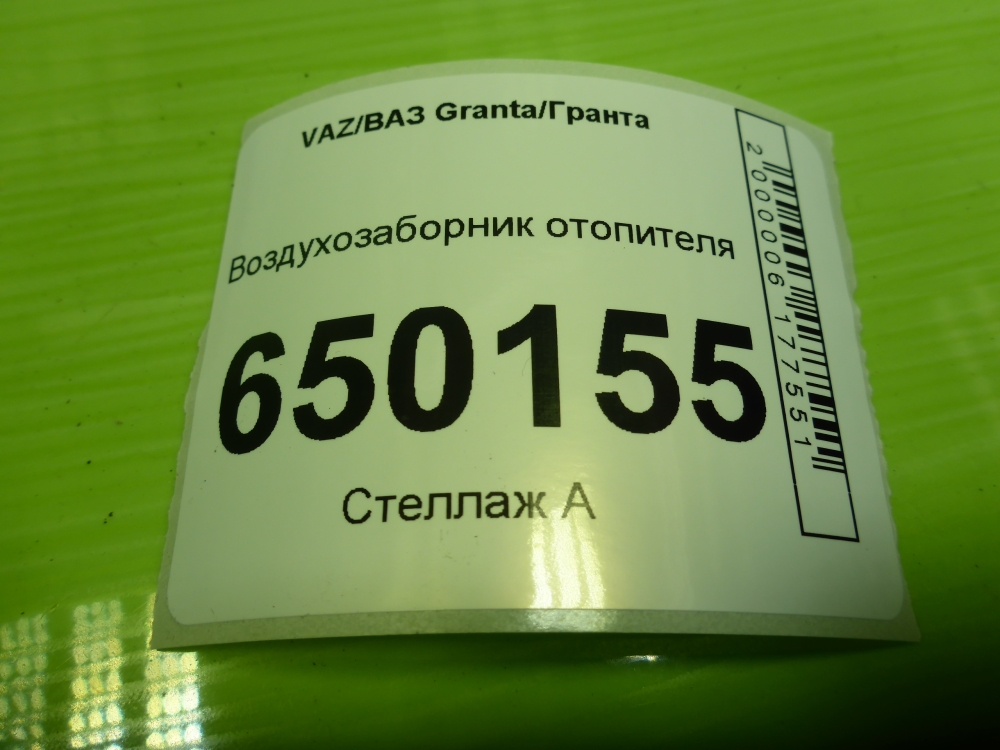 VAZ/ВАЗ Granta/Гранта
Воздухозаборник отопителя
650155
Стеллаж А
2000006177551